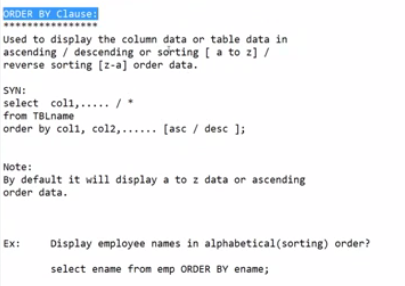 ORDER BY Clause:
****************
Used to display the column data or table data in
ascending / descending or sorting [ a to z] /
reverse sorting [z-a] order data.
SYN:
select  col1,..... / *
from TBLname
order by col1, col2,...... [asc / desc ];
Note:
By default it will display a to z data or ascending
order data.
Ex:     Display employee names in alphabetical(sorting) order?
select ename from emp ORDER BY ename;